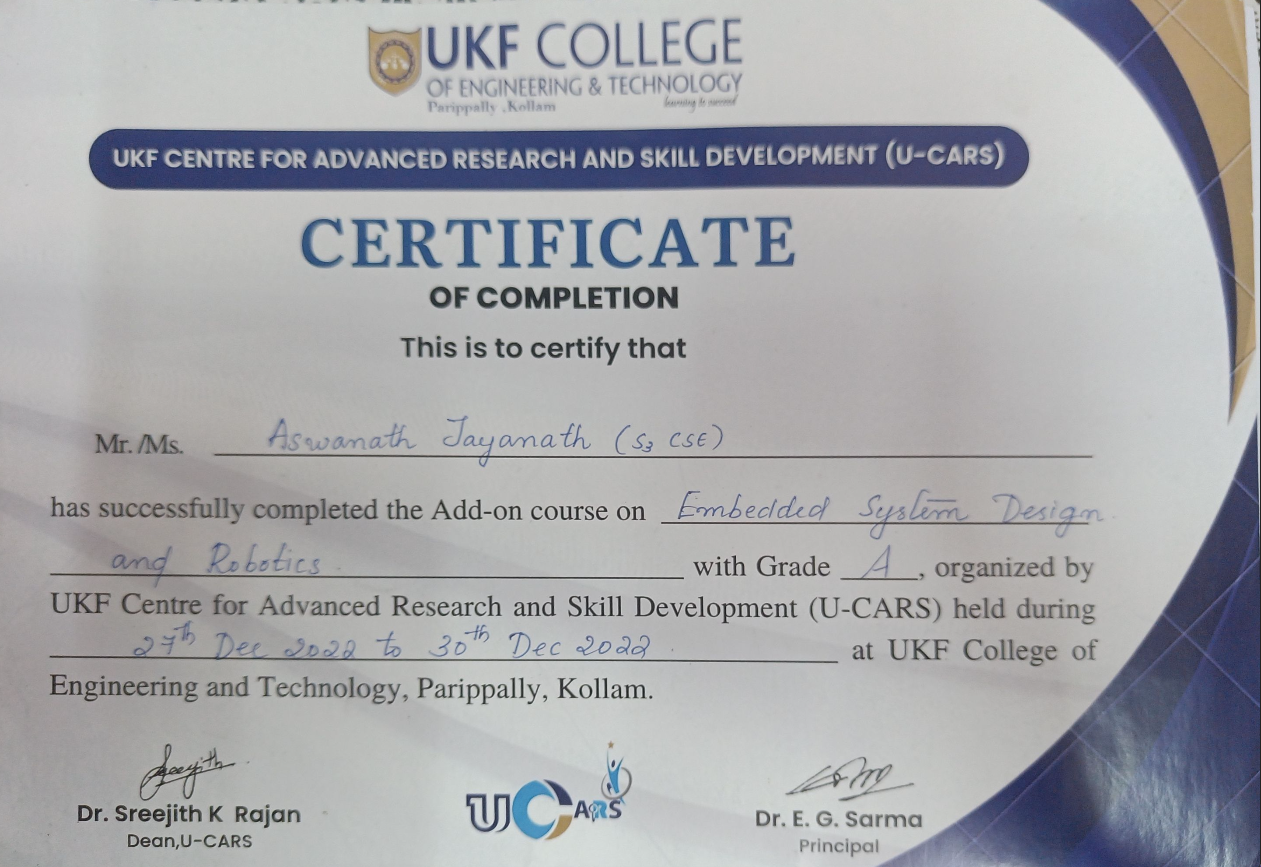 UKF COLLEGE
OF ENGINEERING & TECHNOLOGY
Parippally ,Kollam
learning to succeed
UKF CENTRE FOR ADVANCED RESEARCH AND SKILL DEVELOPMENT (U-CARS)
CERTIFICATE
OF COMPLETION
This is to certify that
Mr./Ms. Aswanath Jayanath (S3 CSE)
has successfully completed the Add-on course on Embedded System Design
and Robotics. with Grade A, organized by
UKF Centre for Advanced Research and Skill Development (U-CARS) held during
27th Dec 2022 to 30th Dec 2022. at UKF College of
Engineering and Technology, Parippally, Kollam.
Sreejith
Dr. Sreejith K Rajan
Dean,U-CARS
UCARS
Dr. E. G. Sarma
Principal